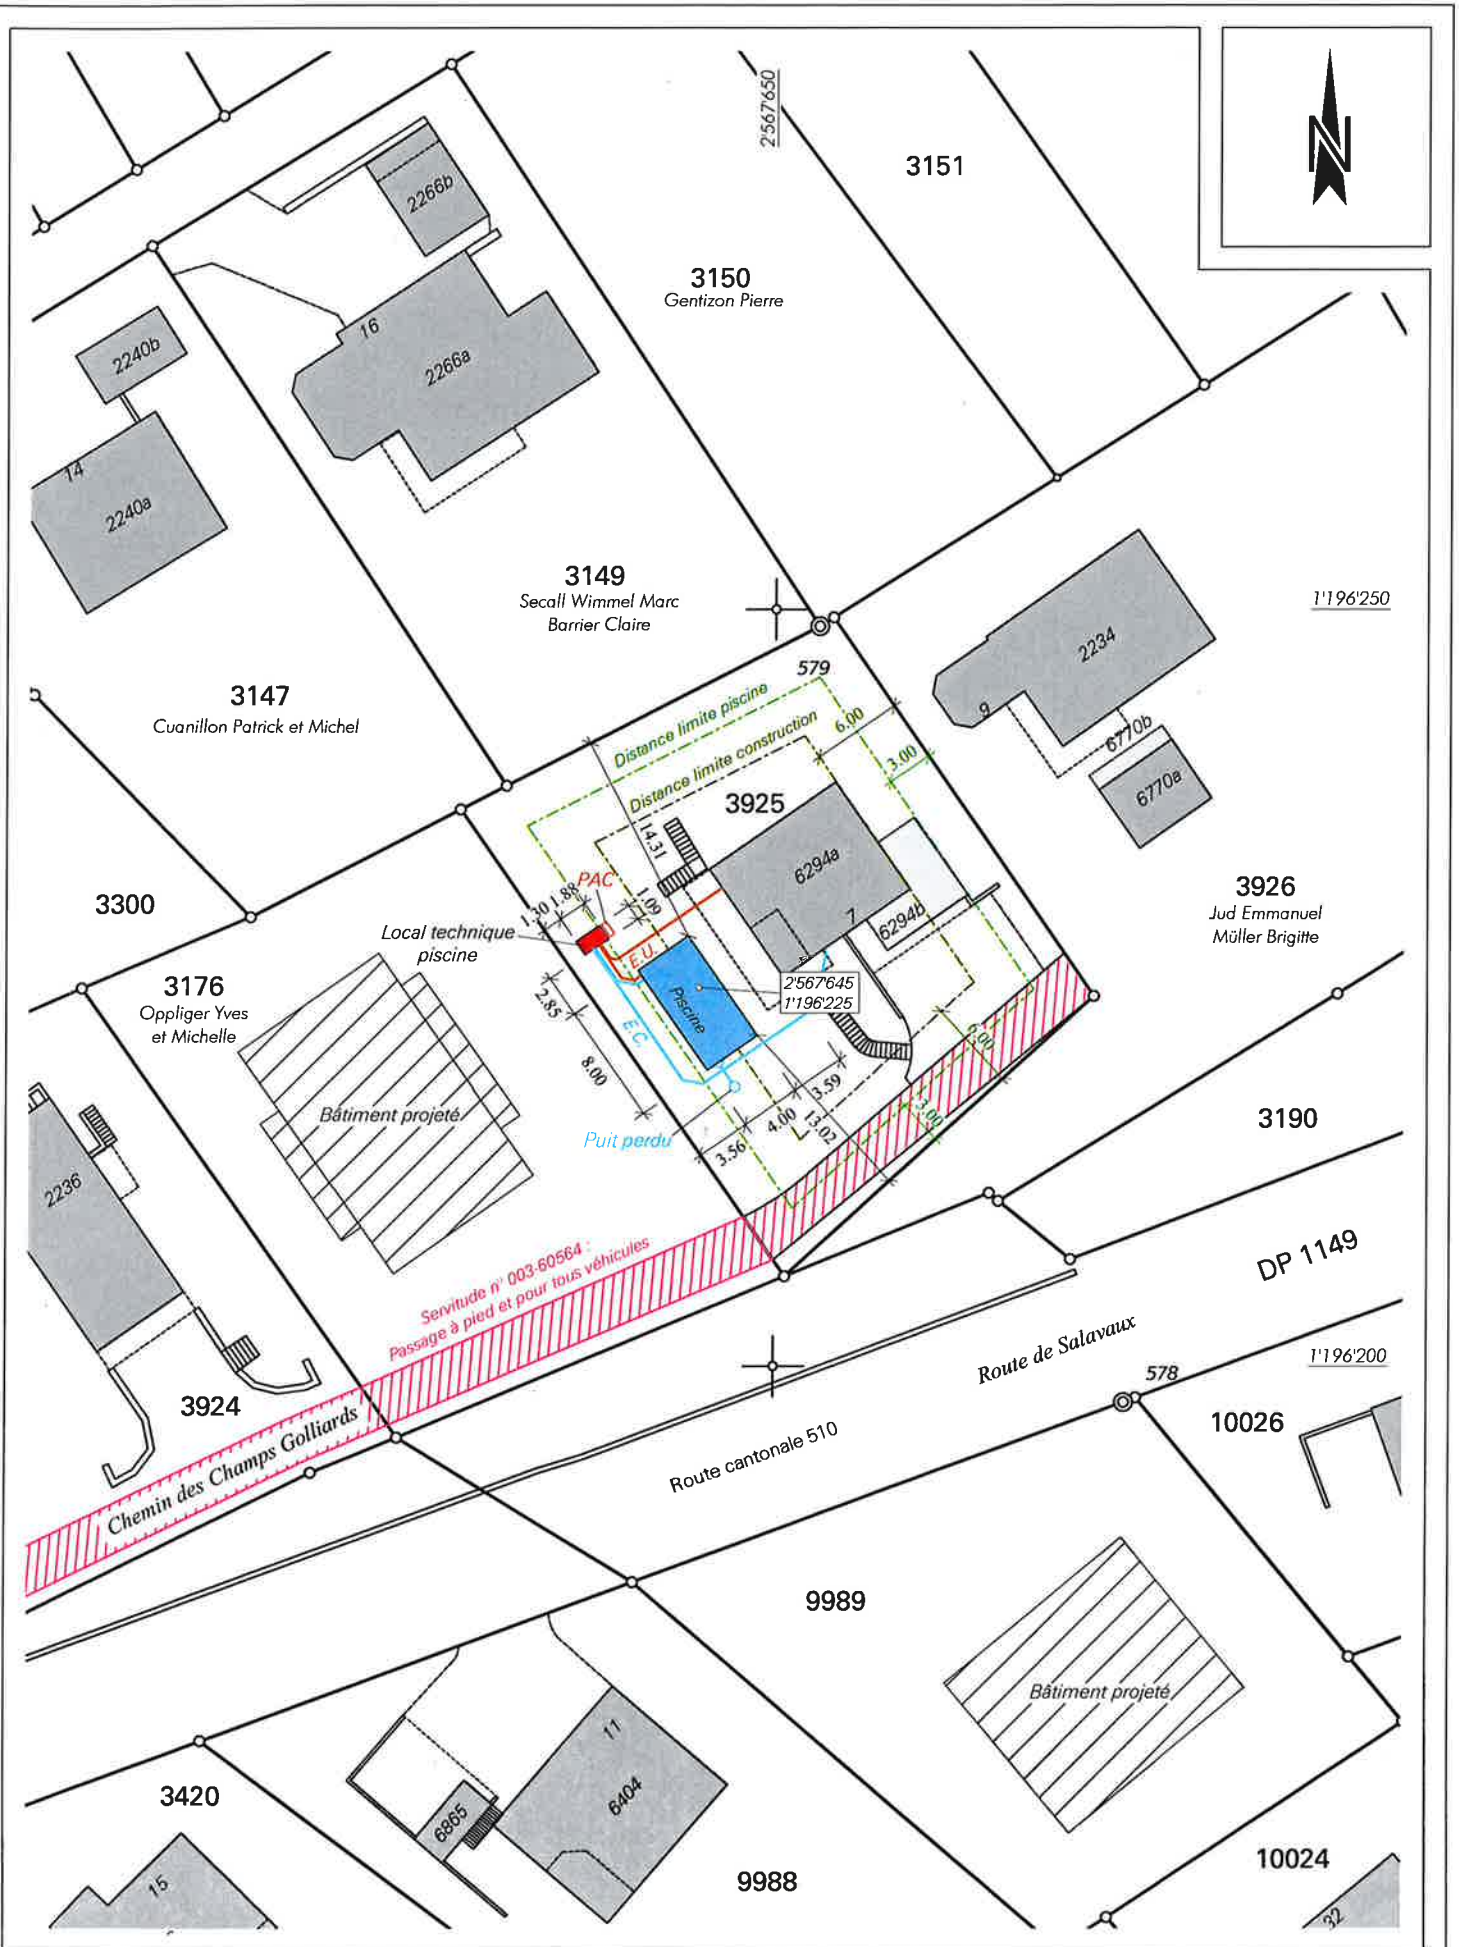 N
2'567'650
3151
2266b
3150
Gentizon Pierre
16
2266a
2240b
14
2240a
3149
Secall Wimmel Marc
Barrier Claire
1'196'250
2234
9
6770b
6770a
579
3147
Cuanillon Patrick et Michel
Distance limite piscine
Distance limite construction
6.00
3.00
3925
14.31
6294a
7
6294b
3300
PAC
1.30
1.88
1.09
3926
Jud Emmanuel
Müller Brigitte
Local technique
piscine
E.U.
3176
Oppliger Yves
et Michelle
2'567'645
1'196'225
Piscine
2.85
E.C.
8.00
6.00
3.00
3.59
4.00
13.02
3.56
Puit perdu
Bâtiment projeté
3190
2236
DP 1149
Servitude n° 003-60564 :
Passage à pied et pour tous véhicules
Route de Salavaux
1'196'200
578
3924
10026
Chemin des Champs Golliards
Route cantonale 510
9989
Bâtiment projeté
11
6404
6865
3420
15
9988
10024
32